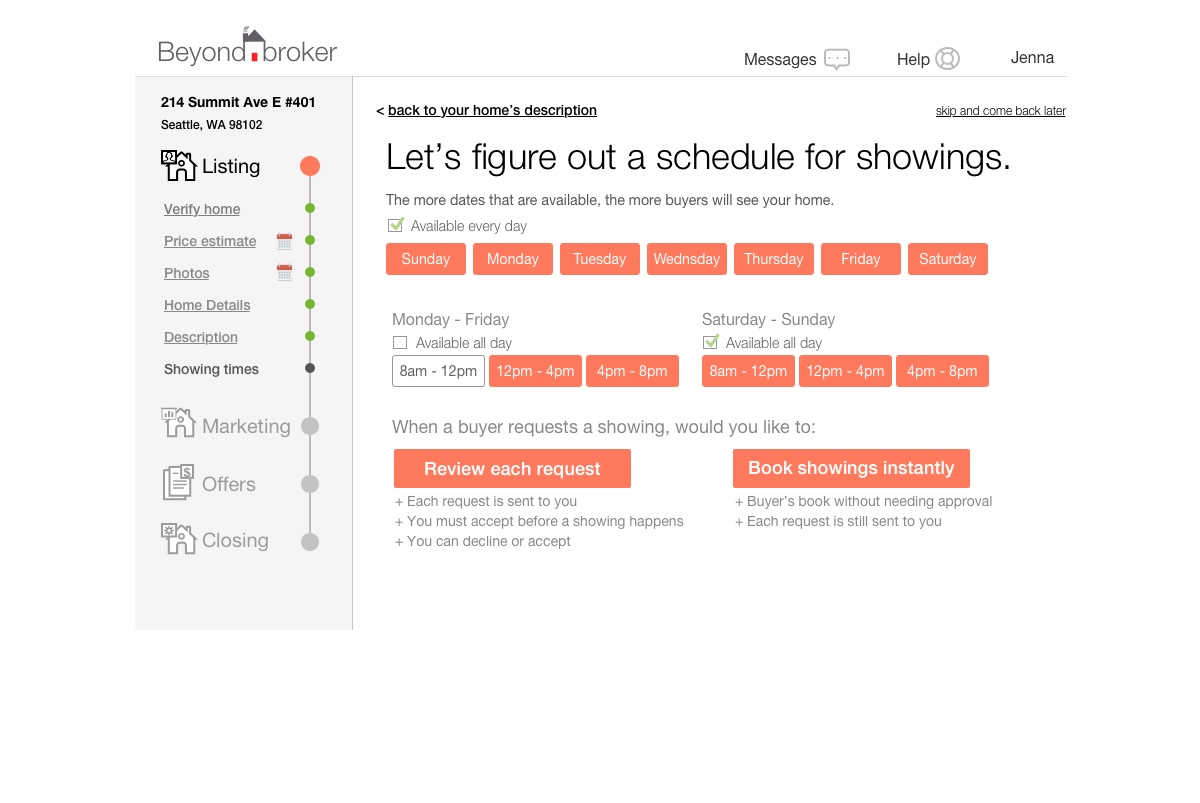 Beyond broker
Messages
Help
Jenna
214 Summit Ave E #401
Seattle, WA 98102
Listing
Verify home
Price estimate
Photos
Home Details
Description
Showing times
Marketing
Offers
Closing
< back to your home's description
skip and come back later
Let's figure out a schedule for showings.
The more dates that are available, the more buyers will see your home.
Available every day
Sunday Monday Tuesday Wednsday Thursday Friday Saturday
Monday - Friday
Available all day
8am - 12pm 12pm - 4pm 4pm - 8pm
Saturday - Sunday
Available all day
8am - 12pm 12pm - 4pm 4pm - 8pm
When a buyer requests a showing, would you like to:
Review each request
+ Each request is sent to you
+ You must accept before a showing happens
+ You can decline or accept
Book showings instantly
+ Buyer's book without needing approval
+ Each request is still sent to you